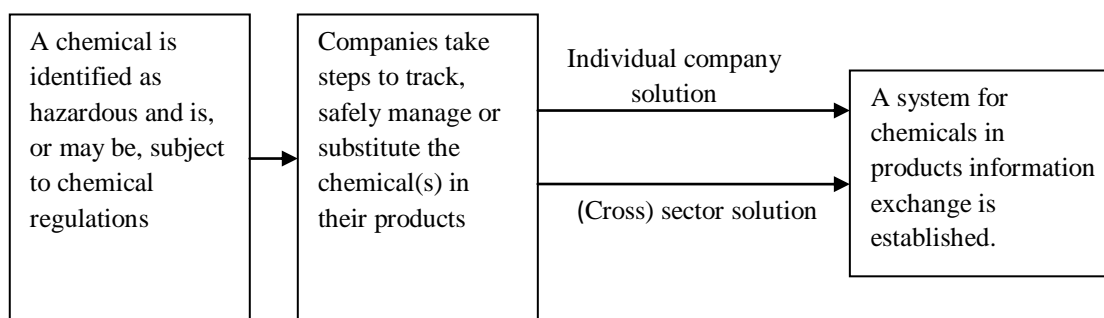 A chemical is
identified as
hazardous and is,
or may be, subject
to chemical
regulations
Companies take
steps to track,
safely manage or
substitute the
chemical(s) in
their products
Individual company
solution
(Cross) sector solution
A system for
chemicals in
products information
exchange is
established.